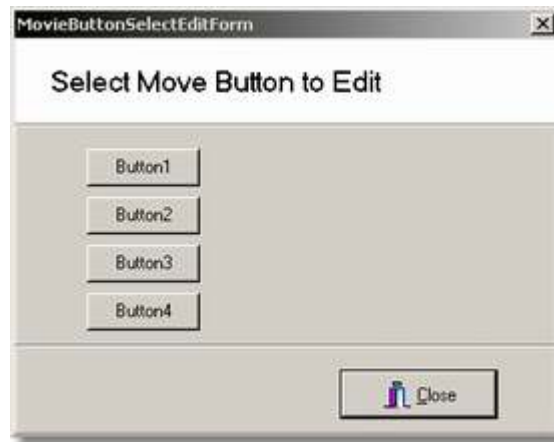 MovieButtonSelectEditForm
Select Move Button to Edit
Button1
Button2
Button3
Button4
Close